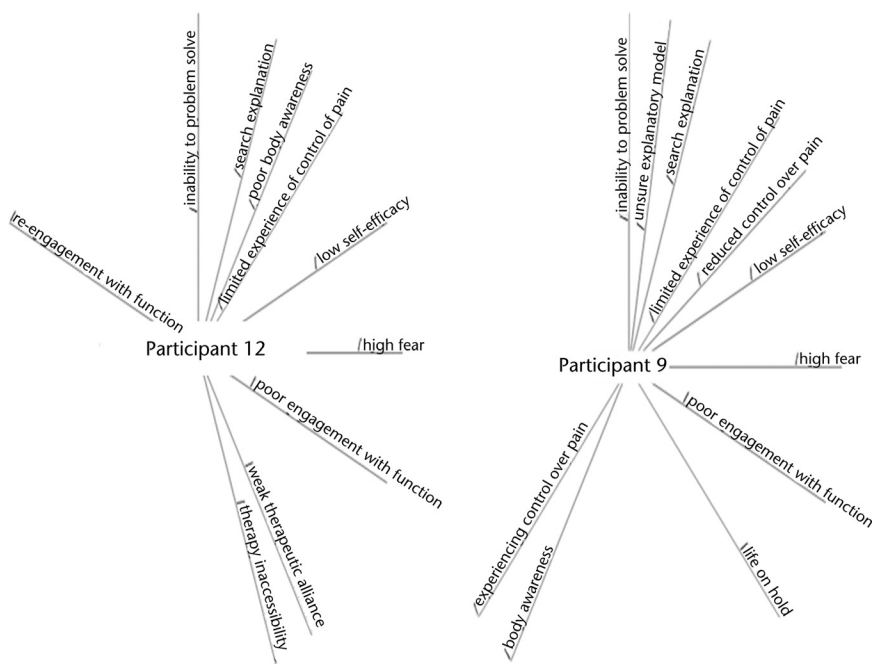 inability to problem solve
search explanation
poor body awareness
limited experience of control of pain
low self-efficacy
re-engagement with function
Participant 12
high fear
poor engagement with function
weak therapeutic alliance
therapy inaccessibility
inability to problem solve
unsure explanatory model
search explanation
limited experience of control of pain
reduced control over pain
low self-efficacy
Participant 9
high fear
poor engagement with function
life on hold
experiencing control over pain
body awareness